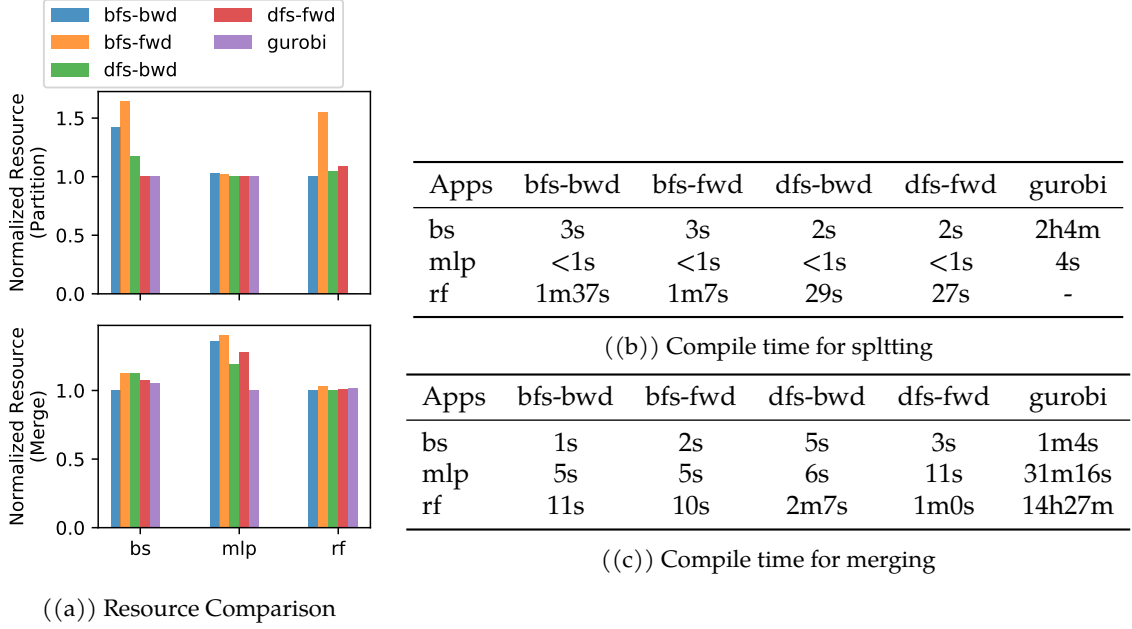 bfs-bwd dfs-fwd
bfs-fwd gurobi
dfs-bwd
Normalized Resource
(Partition)
1.5
1.0
0.5
0.0
Normalized Resource
(Merge)
1.0
0.5
0.0
bs mlp rf
((a)) Resource Comparison
Apps bfs-bwd bfs-fwd dfs-bwd dfs-fwd gurobi
bs 3s 3s 2s 2s 2h4m
mlp <1s <1s <1s <1s 4s
rf 1m37s 1m7s 29s 27s -
((b)) Compile time for spltting
Apps bfs-bwd bfs-fwd dfs-bwd dfs-fwd gurobi
bs 1s 2s 5s 3s 1m4s
mlp 5s 5s 6s 11s 31m16s
rf 11s 10s 2m7s 1m0s 14h27m
((c)) Compile time for merging